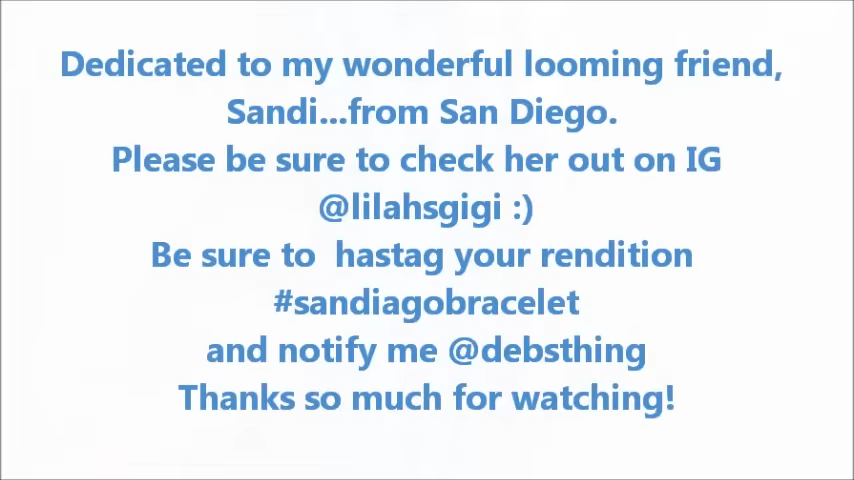 Dedicated to my wonderful looming friend,
Sandi...from San Diego.
Please be sure to check her out on IG
@lilahsgigi :)
Be sure to  hastag your rendition
#sandiagobracelet
and notify me @debsthing
Thanks so much for watching!